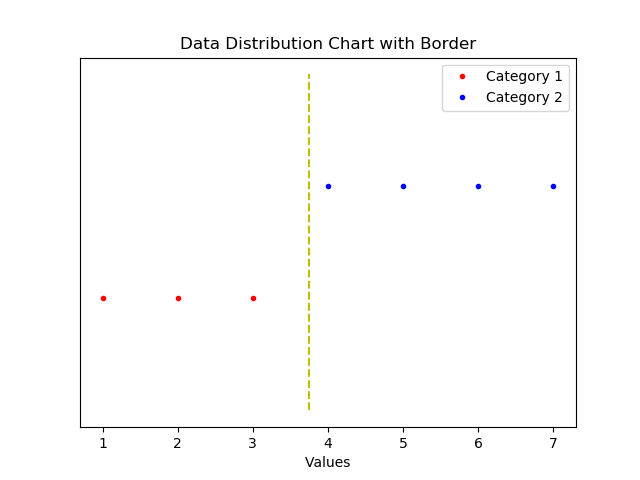 Data Distribution Chart with Border
Category 1
Category 2
1 2 3 4 5 6 7
Values